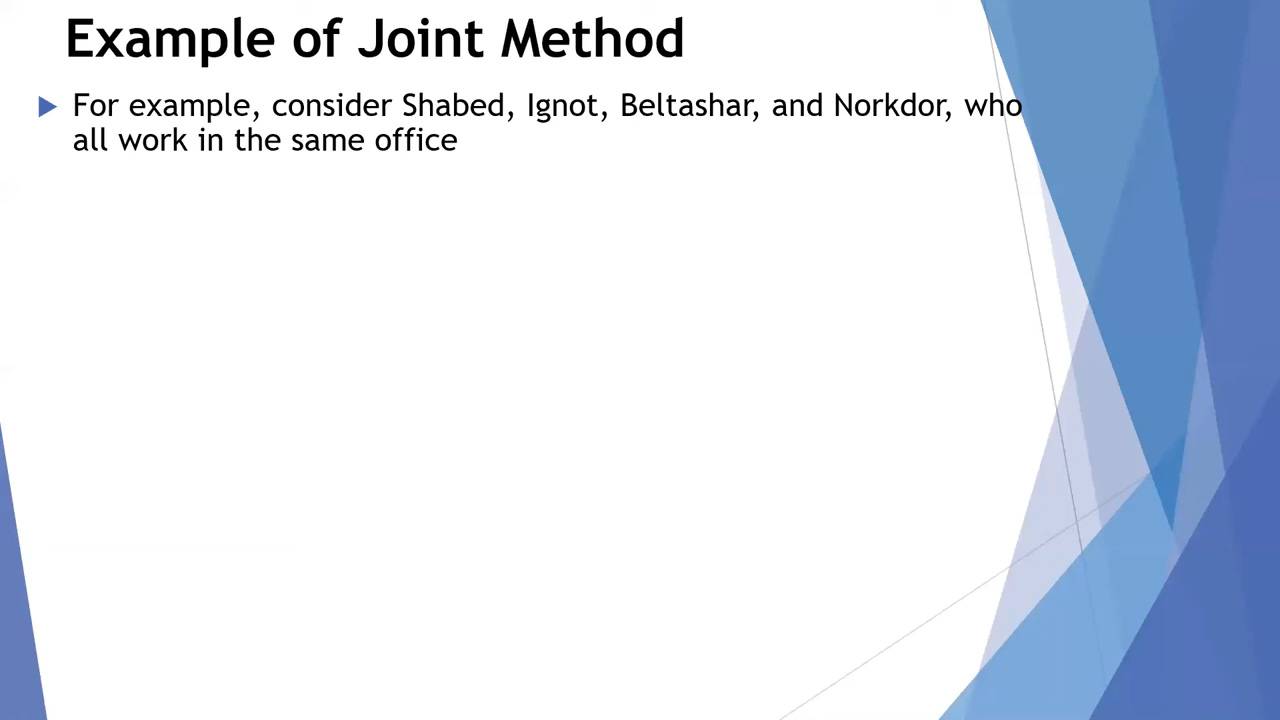 Example of Joint Method
For example, consider Shabed, Ignot, Beltashar, and Norkdor, who
all work in the same office